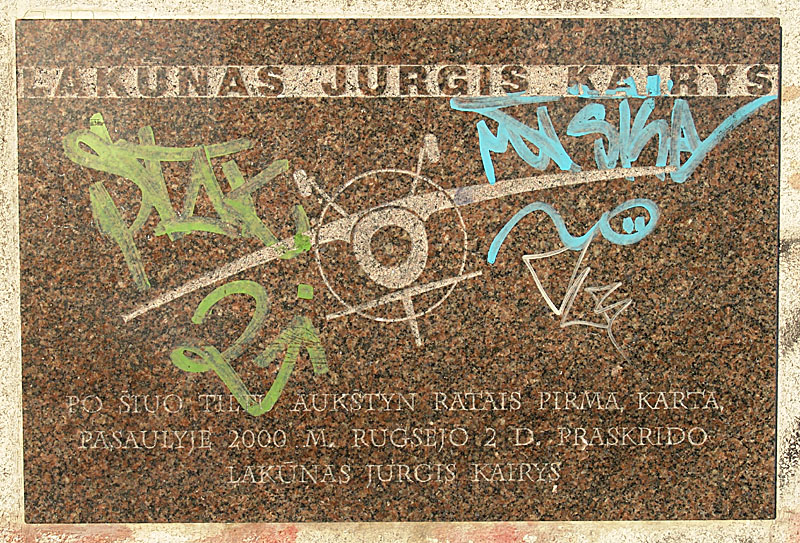 LAKŪNAS JURGIS KAIRYS
PO ŠIUO TILTU AUKŠTYN RATAIS PIRMĄ KARTĄ
PASAULYJE 2000 M. RUGSĖJO 2 D. PRASKRIDO
LAKŪNAS JURGIS KAIRYS